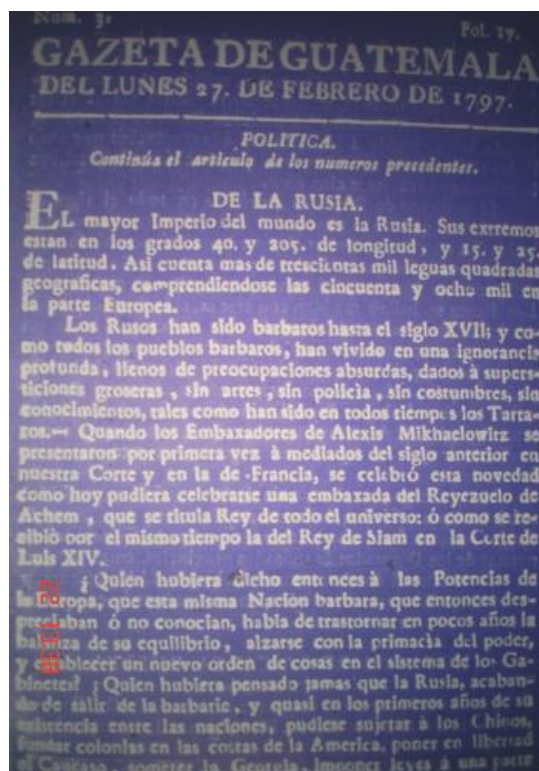 Num. 3.
Fol. 17.
GAZETA DE GUATEMALA
DEL LUNES 27. DE FEBRERO DE 1797.
POLITICA.
Continúa el articulo de los numeros precedentes.
DE LA RUSIA.
EL mayor Imperio del mundo es la Rusia. Sus extremos
estan en los grados 40. y 205. de longitud, y 15. y 25.
de latitud. Asi cuenta mas de trescientas mil leguas quadradas
geograficas, comprendiendose las cincuenta y ocho mil en
la parte Europea.
Los Rusos han sido barbaros hasta el siglo XVII; y co-
mo todos los pueblos barbaros, han vivido en una ignorancia
profunda, llenos de preocupaciones absurdas, dados à supers-
ticiones groseras, sin artes, sin policìa, sin costumbres, sin
conocimientos, tales como han sido en todos tiempos los Tarta-
ros.— Quando los Embaxadores de Alexis Mikhaelowitz se
presentaron por primera vez à mediados del siglo anterior en
nuestra Corte y en la de Francia, se celebró esta novedad
como hoy pudiera celebrarse una embaxada del Reyezuelo de
Achem, que se titula Rey de todo el universo: ó como se re-
cibiò por el mismo tiempo la del Rey de Siam en la Corte de
Luis XIV.
¡Quien hubiera dicho entonces à las Potencias de
la Europa, que esta misma Nacion barbara, que entonces des-
preciaban ó no conocian, habia de trastornar en pocos años la
balanza de su equilibrio, alzarse con la primacìa del poder,
y establecer un nuevo orden de cosas en el sistema de los Ga-
binetes! ¡Quien hubiera pensado jamas que la Rusia, acaban-
do de salir de la barbarie, y quasi en los primeros años de su
existencia entre las naciones, pudiese sujetar à los Chinos,
fundar colonias en las costas de la America, poner en libertad
el Caucaso, someter la Georgia, imponer leyes à una parte